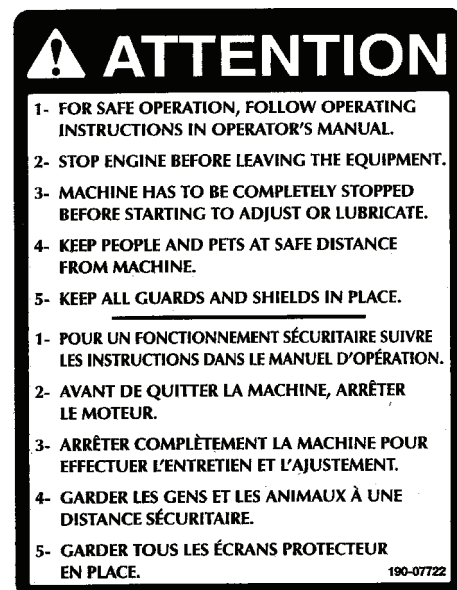 ATTENTION
1- FOR SAFE OPERATION, FOLLOW OPERATING
INSTRUCTIONS IN OPERATOR'S MANUAL.
2- STOP ENGINE BEFORE LEAVING THE EQUIPMENT.
3- MACHINE HAS TO BE COMPLETELY STOPPED
BEFORE STARTING TO ADJUST OR LUBRICATE.
4- KEEP PEOPLE AND PETS AT SAFE DISTANCE
FROM MACHINE.
5- KEEP ALL GUARDS AND SHIELDS IN PLACE.
1- POUR UN FONCTIONNEMENT SÉCURITAIRE SUIVRE
LES INSTRUCTIONS DANS LE MANUEL D'OPÉRATION.
2- AVANT DE QUITTER LA MACHINE, ARRÊTER
LE MOTEUR.
3- ARRÊTER COMPLÈTEMENT LA MACHINE POUR
EFFECTUER L'ENTRETIEN ET L'AJUSTEMENT.
4- GARDER LES GENS ET LES ANIMAUX À UNE
DISTANCE SÉCURITAIRE.
5- GARDER TOUS LES ÉCRANS PROTECTEUR
EN PLACE.
190-07722